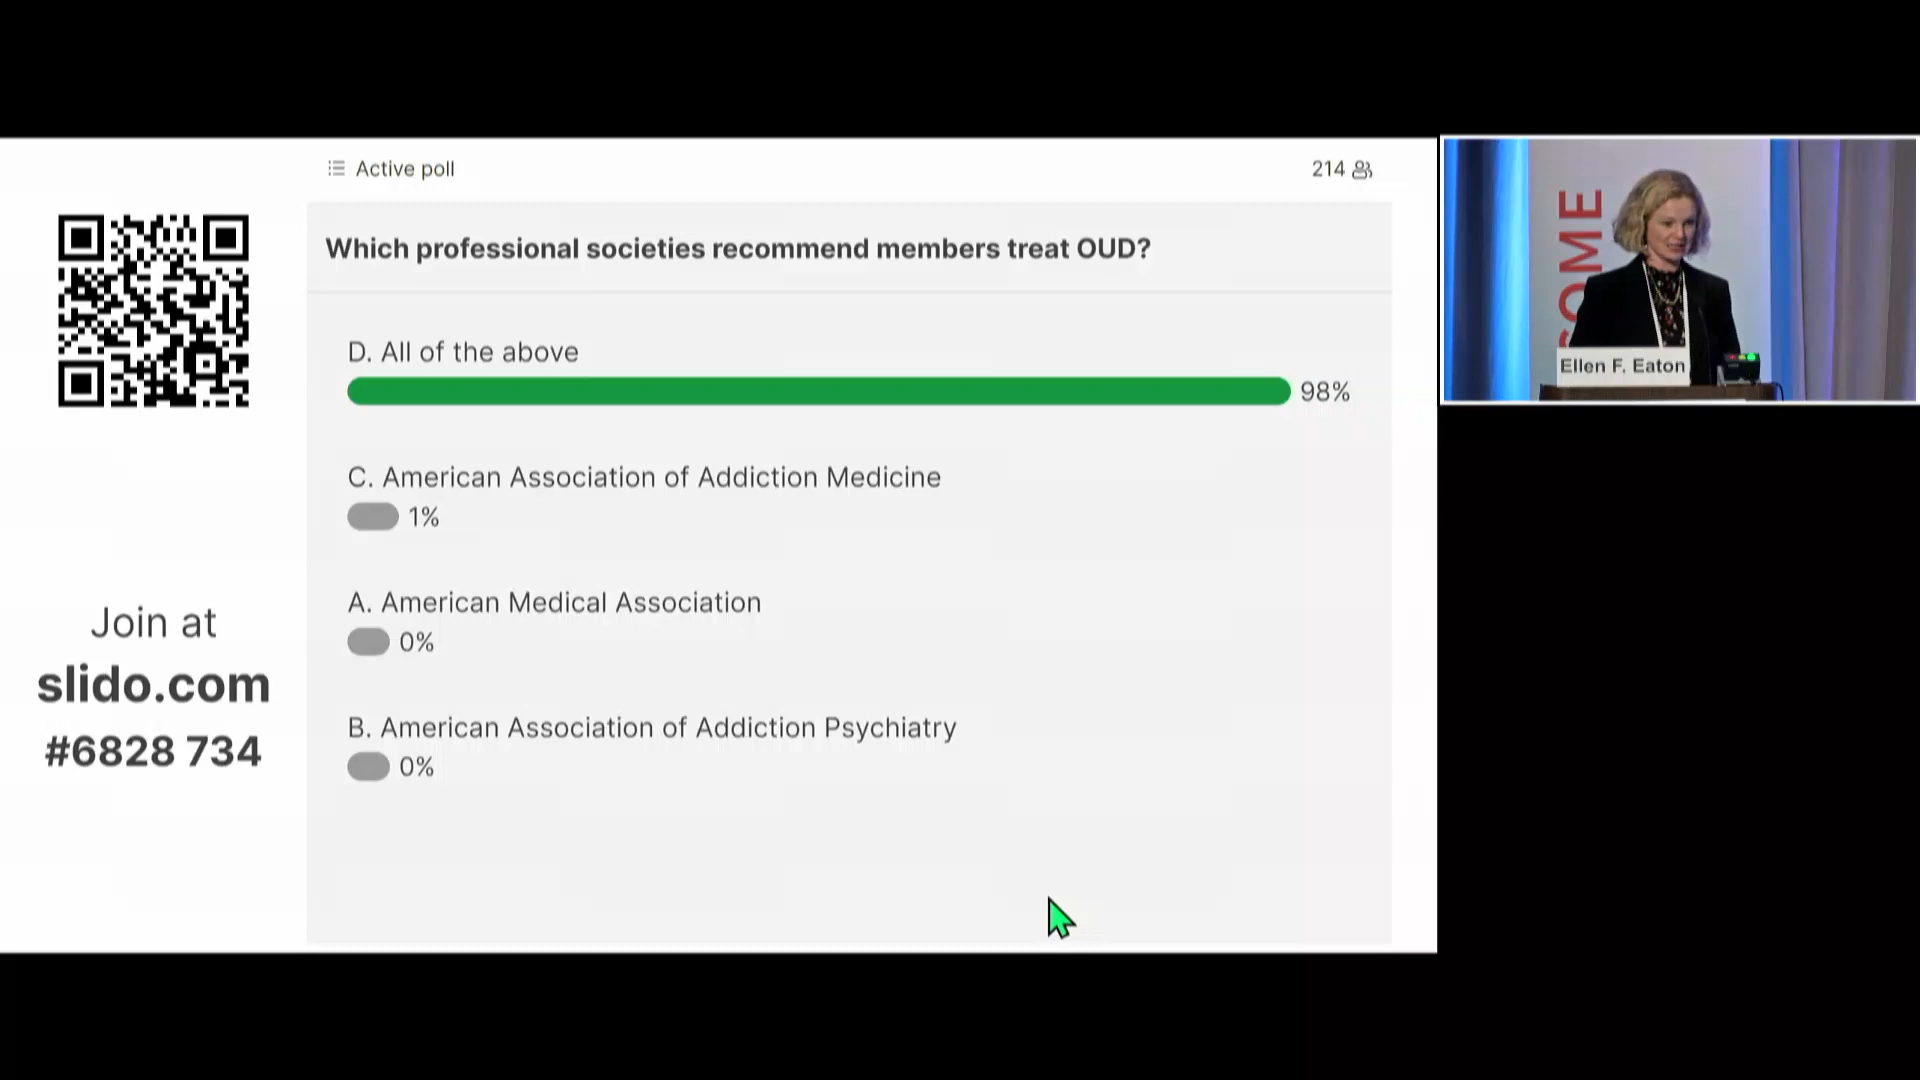 Active poll
214
Which professional societies recommend members treat OUD?
D. All of the above
98%
C. American Association of Addiction Medicine
1%
A. American Medical Association
0%
B. American Association of Addiction Psychiatry
0%
Join at
slido.com
#6828 734
OME
Ellen F. Eaton